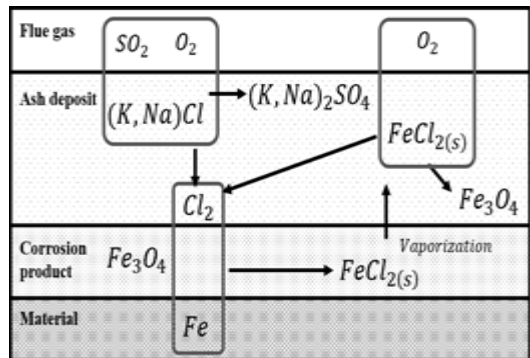 Flue gas
SO₂ O₂
O₂
Ash deposit
(K,Na)Cl
(K,Na)₂SO₄
FeCl₂₍ₛ₎
Cl₂
Fe₃O₄
Corrosion
product
Fe₃O₄
FeCl₂₍ₛ₎
Vaporization
Material
Fe